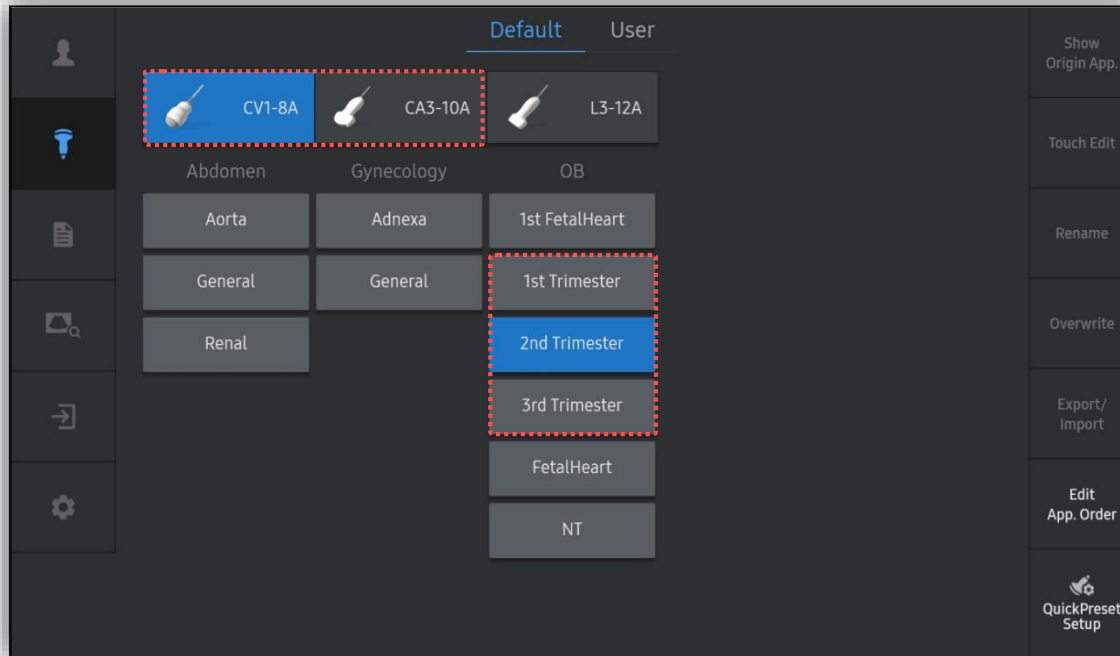 Default User
CV1-8A CA3-10A L3-12A
Abdomen Gynecology OB
Aorta Adnexa 1st FetalHeart
General General 1st Trimester
Renal 2nd Trimester
3rd Trimester
FetalHeart
NT
Show
Origin App.
Touch Edit
Rename
Overwrite
Export/
Import
Edit
App. Order
QuickPreset
Setup